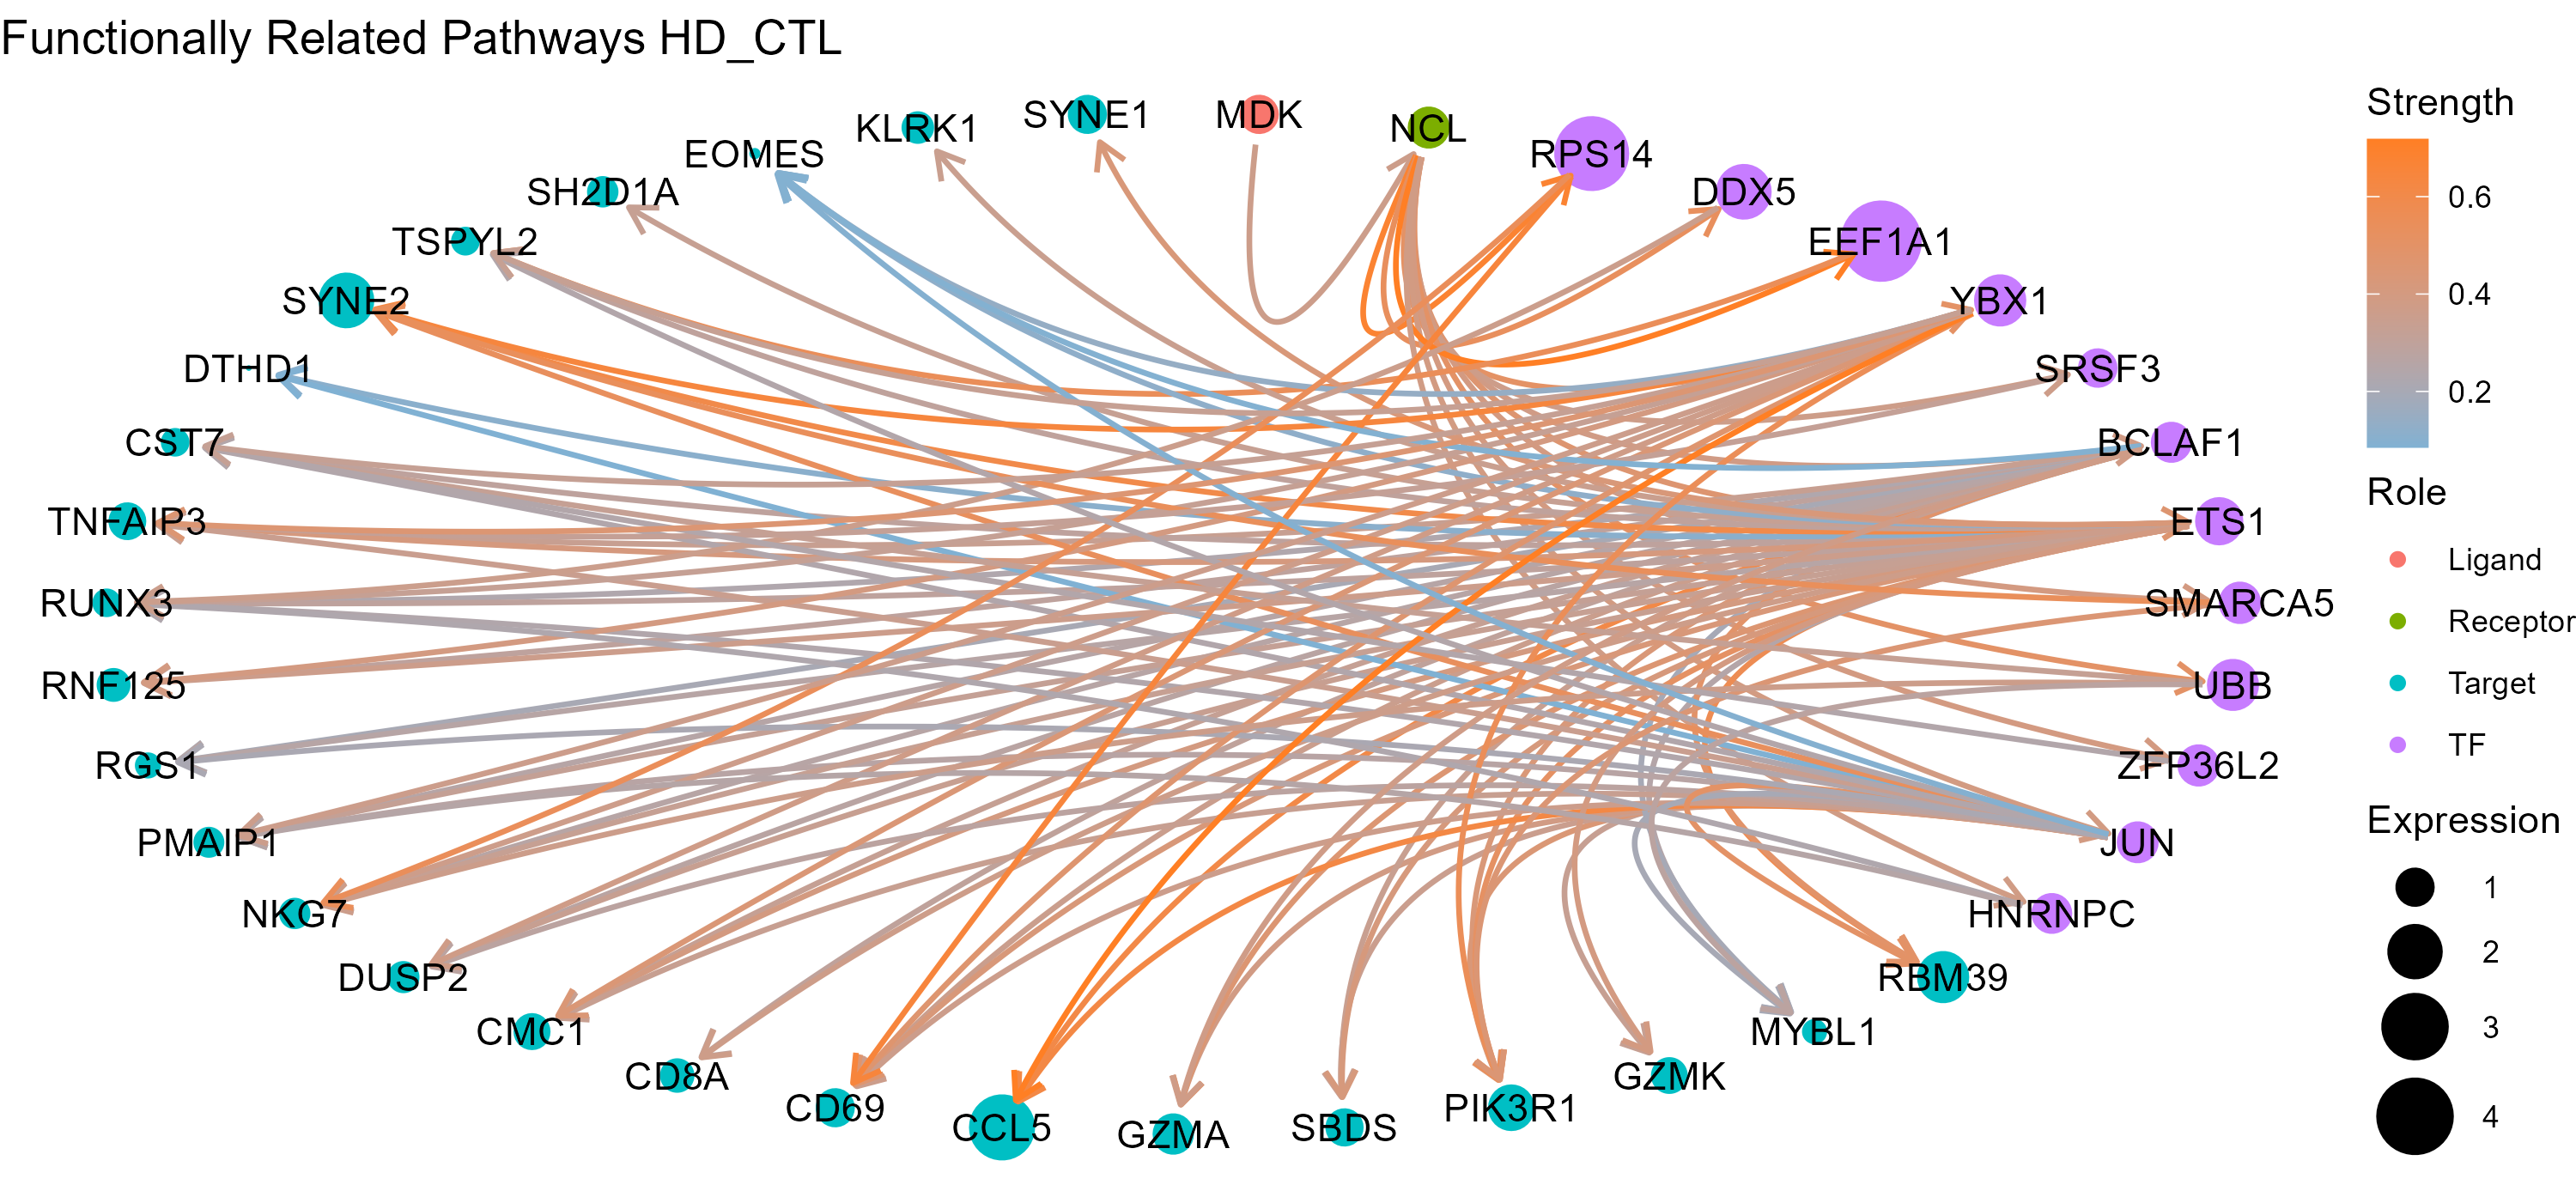 Functionally Related Pathways HD_CTL
MDK
NCL
RPS14
DDX5
EEF1A1
YBX1
SRSF3
BCLAF1
ETS1
SMARCA5
UBB
ZFP36L2
JUN
HNRNPC
RBM39
MYBL1
GZMK
PIK3R1
SBDS
GZMA
CCL5
CD69
CD8A
CMC1
DUSP2
NKG7
PMAIP1
RGS1
RNF125
RUNX3
TNFAIP3
CST7
DTHD1
SYNE2
TSPYL2
SH2D1A
EOMES
KLRK1
SYNE1
Strength
0.6
0.4
0.2
Role
Ligand
Receptor
Target
TF
Expression
1
2
3
4